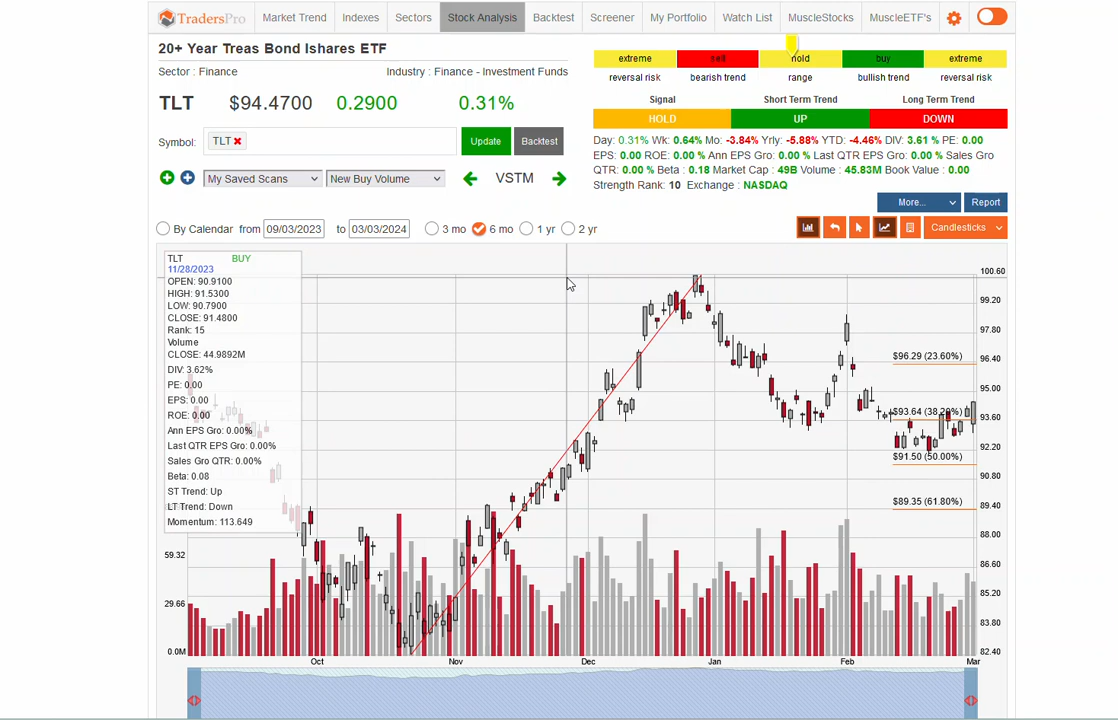 TradersPro Market Trend Indexes Sectors Stock Analysis Backtest Screener My Portfolio Watch List MuscleStocks MuscleETF's
20+ Year Treas Bond Ishares ETF
Sector : Finance Industry : Finance - Investment Funds
TLT $94.4700 0.2900 0.31%
Symbol: TLT Update Backtest
My Saved Scans New Buy Volume VSTM
extreme sell hold buy extreme
reversal risk bearish trend range bullish trend reversal risk
Signal Short Term Trend Long Term Trend
HOLD UP DOWN
Day: 0.31% Wk: 0.64% Mo: -3.84% Yrly: -5.88% YTD: -4.46% DIV: 3.61 % PE: 0.00
EPS: 0.00 ROE: 0.00 % Ann EPS Gro: 0.00 % Last QTR EPS Gro: 0.00 % Sales Gro
QTR: 0.00 % Beta : 0.18 Market Cap : 49B Volume : 45.83M Book Value : 0.00
Strength Rank: 10 Exchange : NASDAQ
More... Report
By Calendar from 09/03/2023 to 03/03/2024 3 mo 6 mo 1 yr 2 yr Candlesticks
TLT BUY
11/28/2023
OPEN: 90.9100
HIGH: 91.5300
LOW: 90.7900
CLOSE: 91.4800
Rank: 15
Volume
CLOSE: 44.9892M
DIV: 3.62%
PE: 0.00
EPS: 0.00
ROE: 0.00
Ann EPS Gro: 0.00%
Last QTR EPS Gro: 0.00%
Sales Gro QTR: 0.00%
Beta: 0.08
ST Trend: Up
LT Trend: Down
Momentum: 113.649
59.32
29.66
0.0M
$96.29 (23.60%)
$93.64 (38.20%)
$91.50 (50.00%)
$89.35 (61.80%)
100.60
99.20
97.80
96.40
95.00
93.60
92.20
90.80
89.40
88.00
86.60
85.20
83.80
82.40
Oct Nov Dec Jan Feb Mar